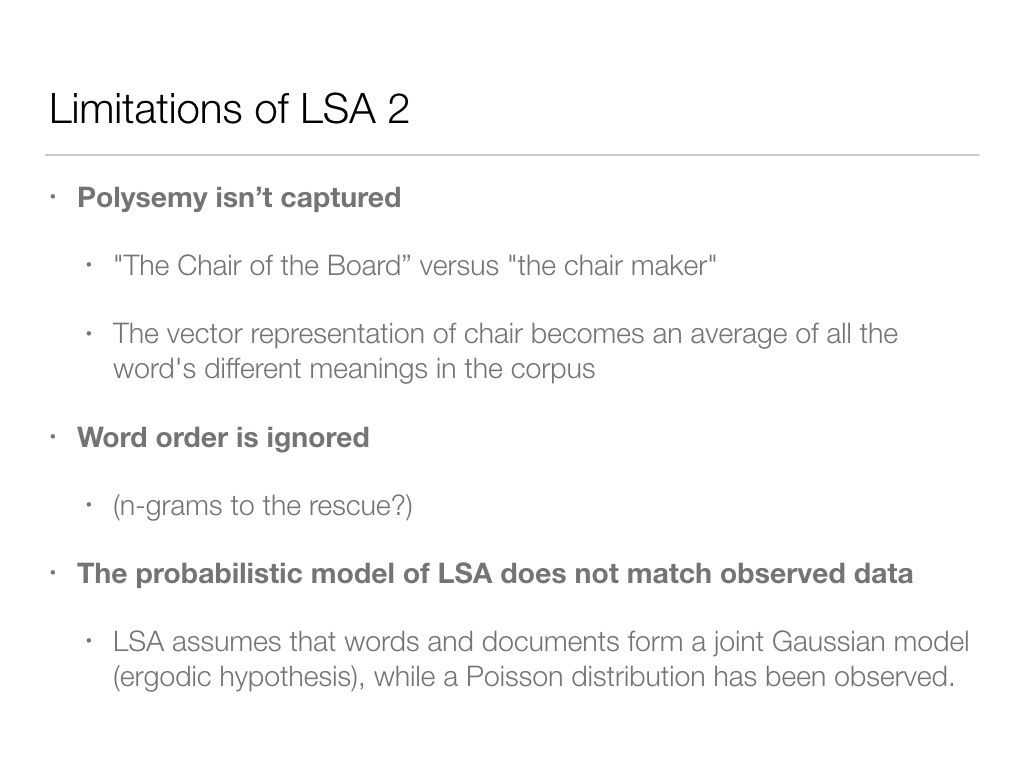 Limitations of LSA 2
• Polysemy isn’t captured
• "The Chair of the Board” versus "the chair maker"
• The vector representation of chair becomes an average of all the
word's different meanings in the corpus
• Word order is ignored
• (n-grams to the rescue?)
• The probabilistic model of LSA does not match observed data
• LSA assumes that words and documents form a joint Gaussian model
(ergodic hypothesis), while a Poisson distribution has been observed.